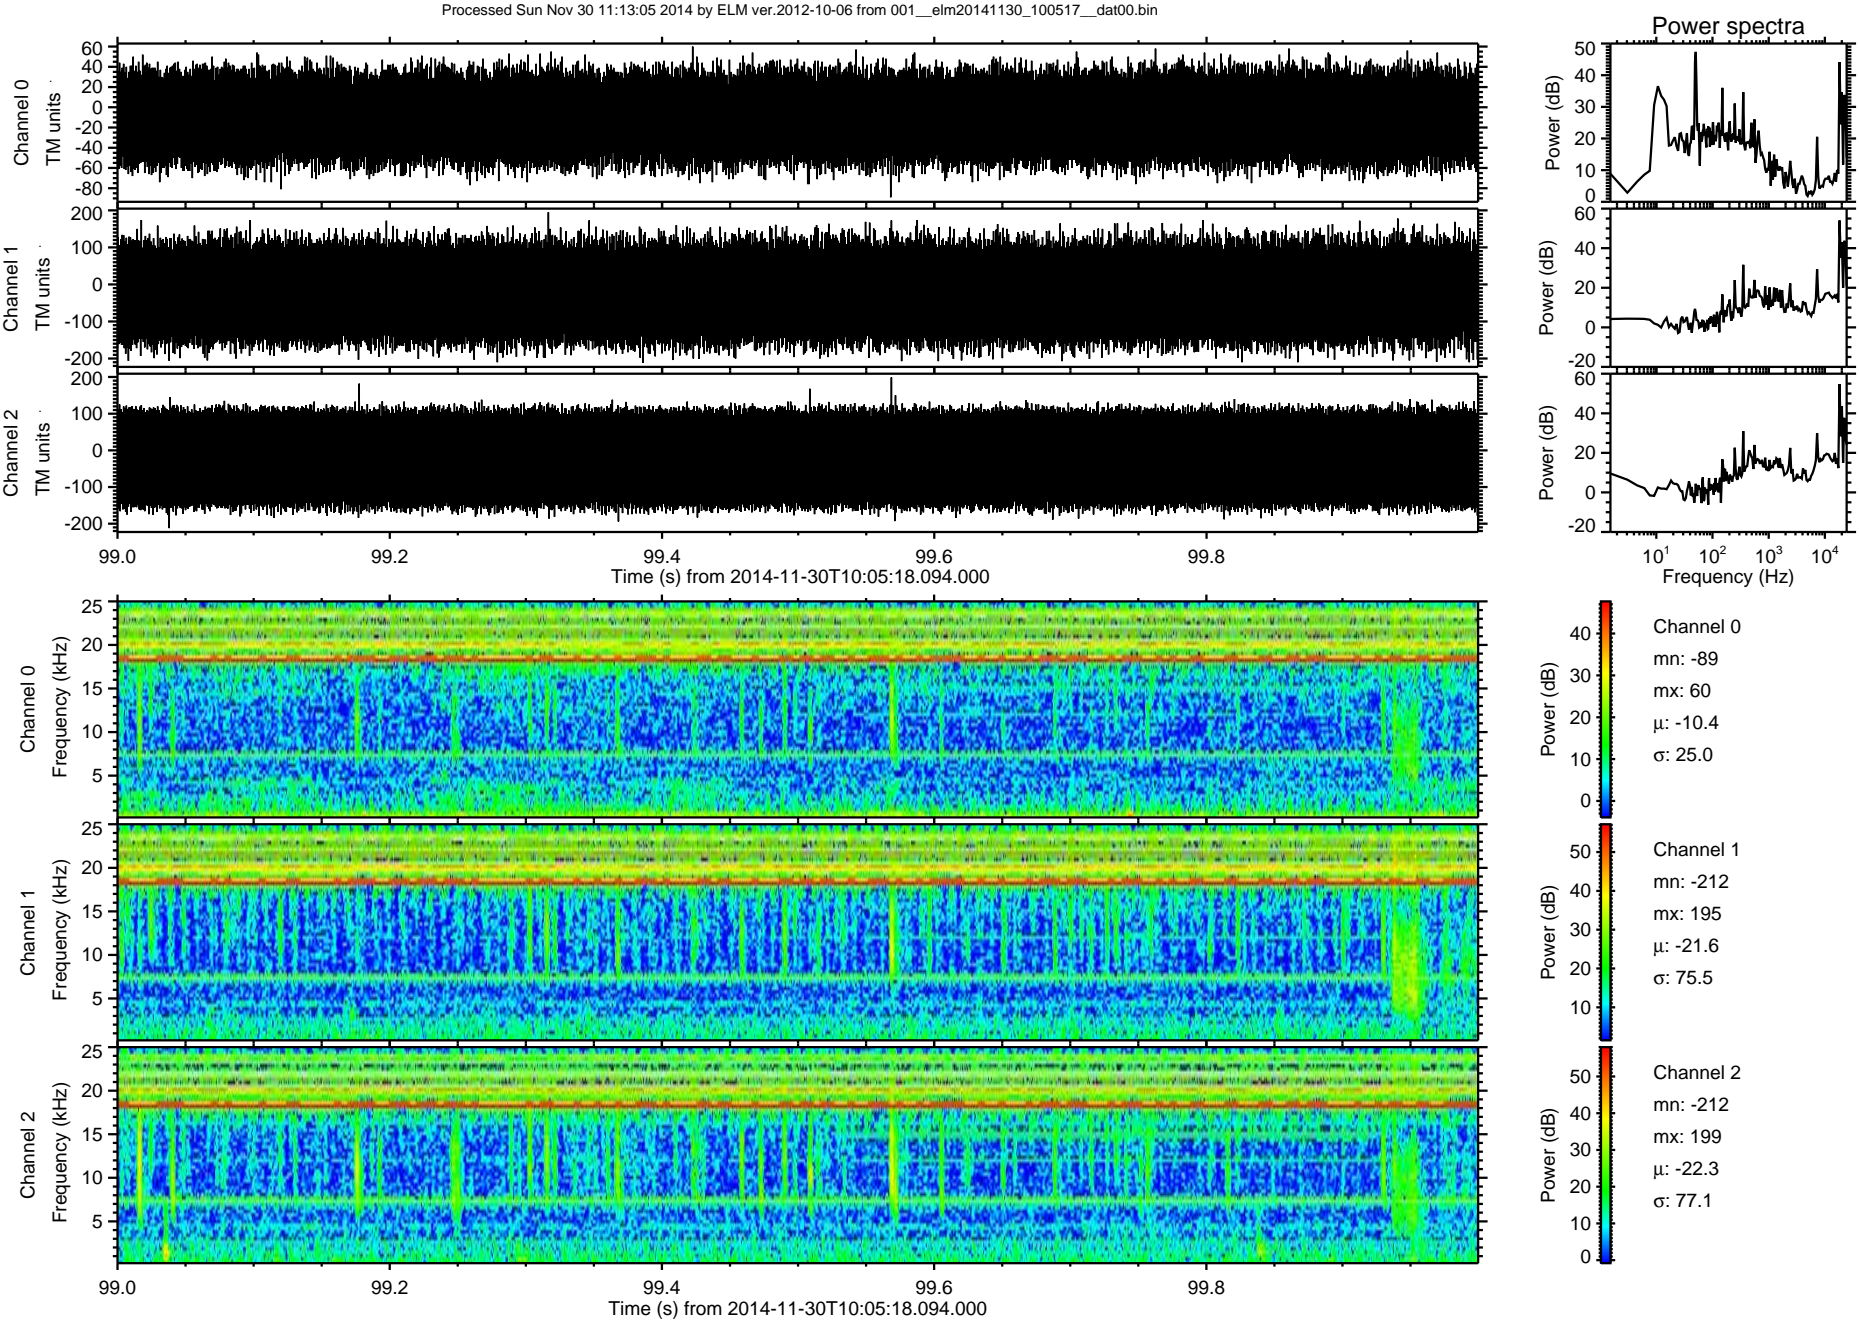 Processed Sun Nov 30 11:13:05 2014 by ELM ver.2012-10-06 from 001__elm20141130_100517__dat00.bin
Power spectra
Channel 0
TM units
60
40
20
0
-20
-40
-60
-80
Power (dB)
50
40
30
20
10
0
Channel 1
TM units
200
100
0
-100
-200
Power (dB)
60
40
20
0
-20
Channel 2
TM units
200
100
0
-100
-200
Power (dB)
60
40
20
0
-20
99.0 99.2 99.4 99.6 99.8
Time (s) from 2014-11-30T10:05:18.094.000
10^1 10^2 10^3 10^4
Frequency (Hz)
Channel 0
Frequency (kHz)
25
20
15
10
5
Power (dB)
40
30
20
10
0
Channel 0
mn: -89
mx: 60
μ: -10.4
σ: 25.0
Channel 1
Frequency (kHz)
25
20
15
10
5
Power (dB)
50
40
30
20
10
Channel 1
mn: -212
mx: 195
μ: -21.6
σ: 75.5
Channel 2
Frequency (kHz)
25
20
15
10
5
Power (dB)
50
40
30
20
10
0
Channel 2
mn: -212
mx: 199
μ: -22.3
σ: 77.1
99.0 99.2 99.4 99.6 99.8
Time (s) from 2014-11-30T10:05:18.094.000